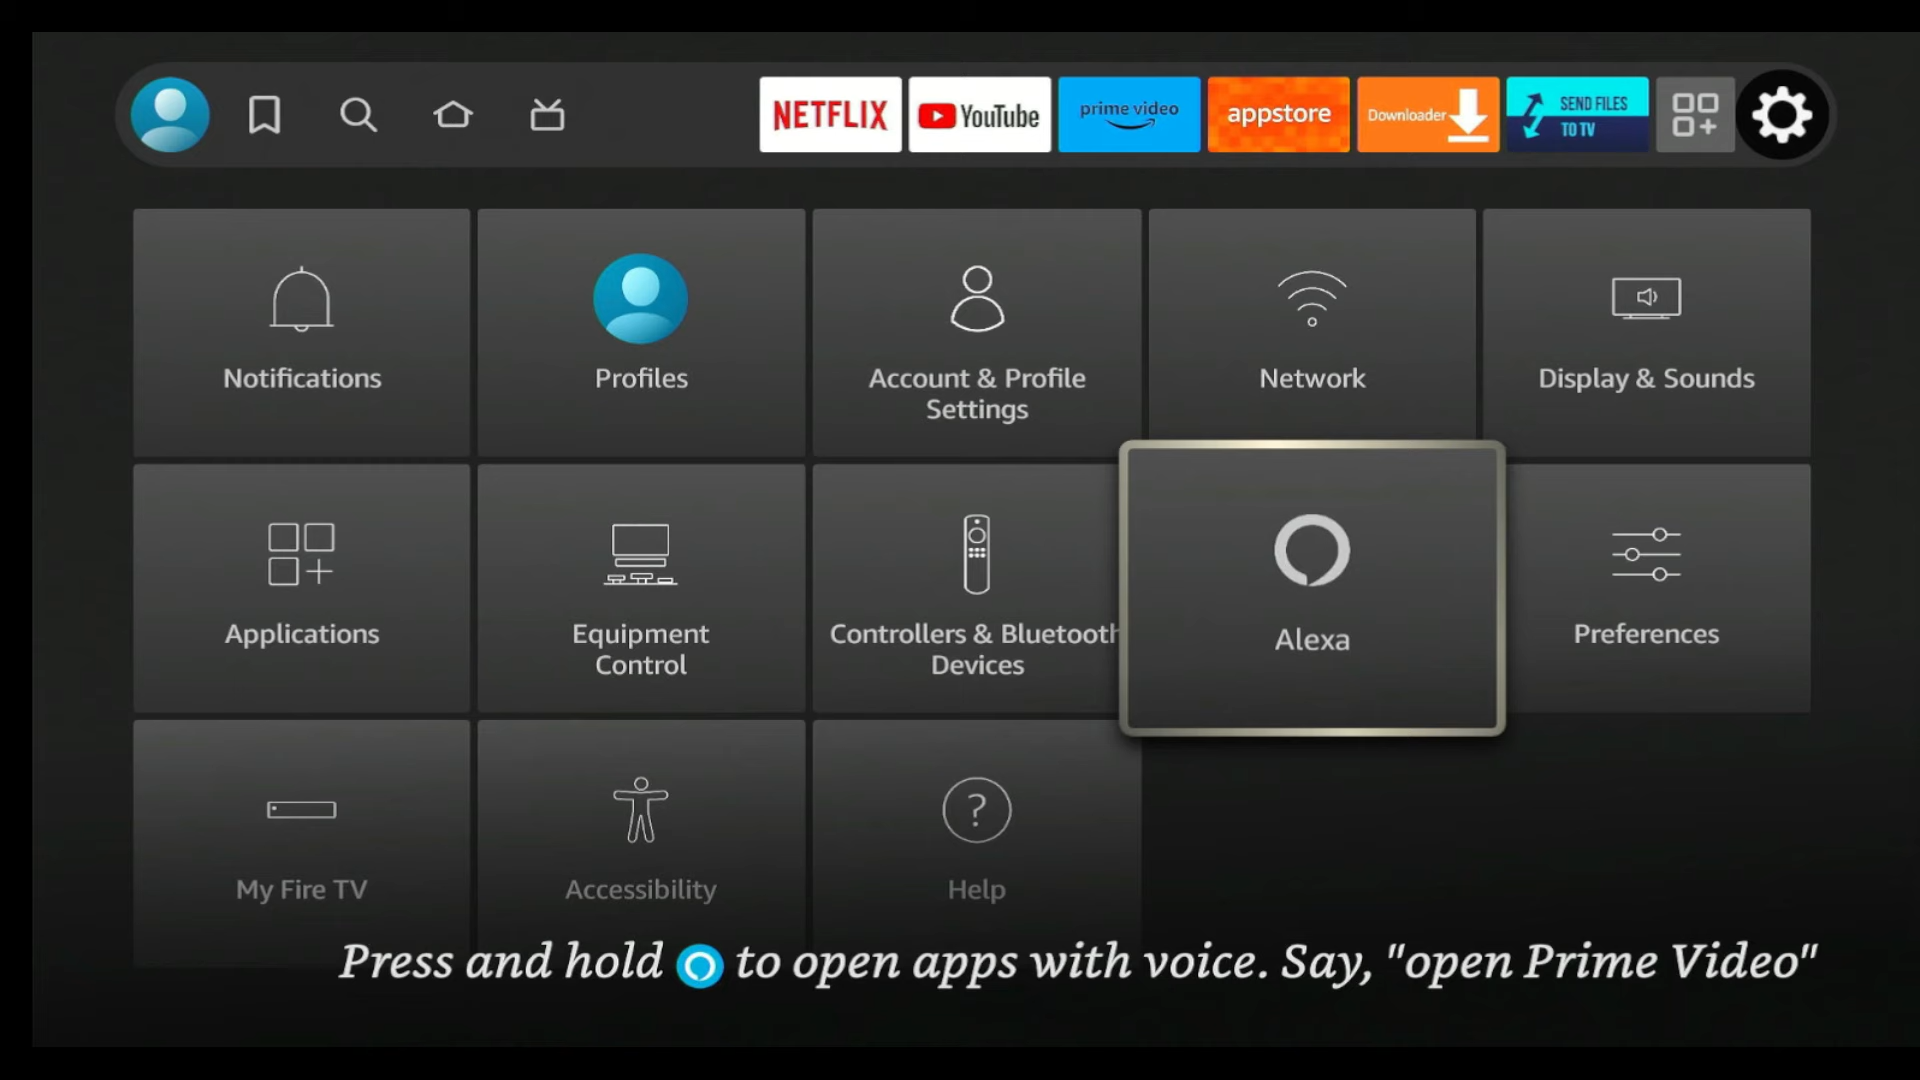 NETFLIX
YouTube
prime video
appstore
Downloader
SEND FILES
TO TV
Notifications
Profiles
Account & Profile
Settings
Network
Display & Sounds
Applications
Equipment
Control
Controllers & Bluetooth
Devices
Alexa
Preferences
My Fire TV
Accessibility
Help
?
Press and hold to open apps with voice. Say, "open Prime Video"